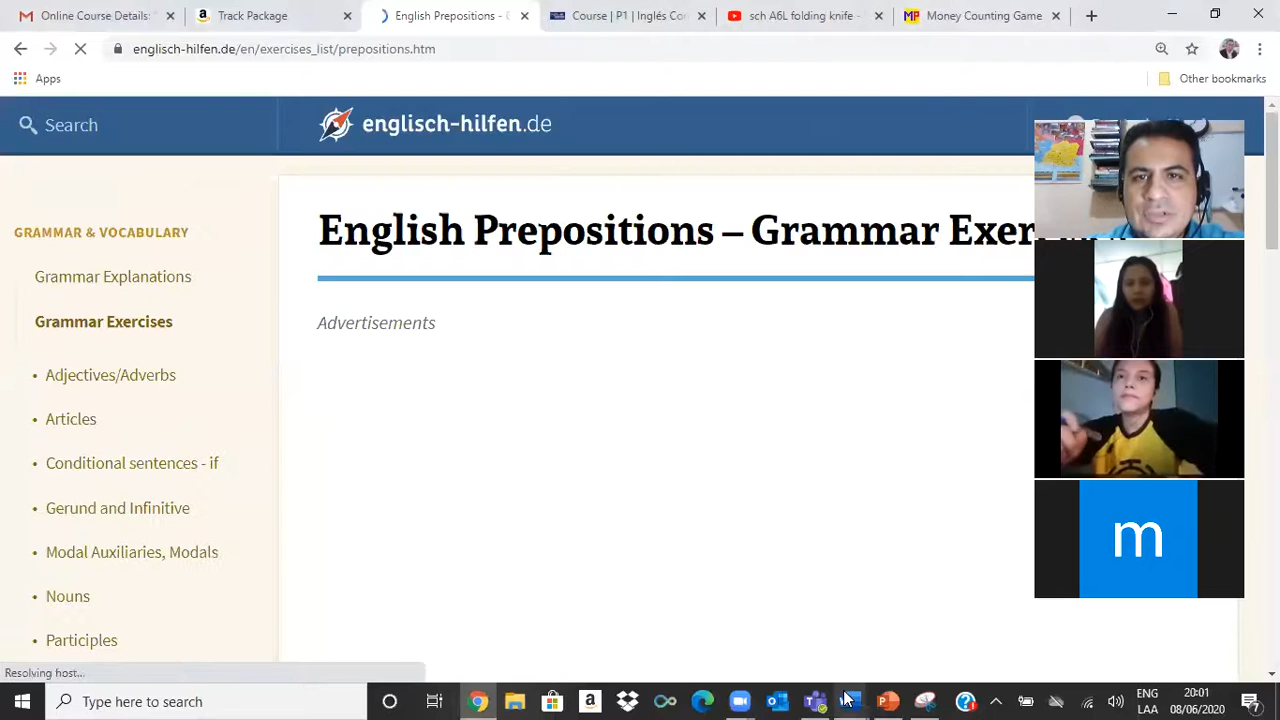 Online Course Details: "
Track Package
English Prepositions - G
Course | P1 | Inglés Con
sch A6L folding knife -
Money Counting Game
englisch-hilfen.de/en/exercises_list/prepositions.htm
Apps
Other bookmarks
Search
englisch-hilfen.de
English Prepositions – Grammar Exer
GRAMMAR & VOCABULARY
Grammar Explanations
Advertisements
Grammar Exercises
• Adjectives/Adverbs
• Articles
• Conditional sentences - if
• Gerund and Infinitive
m
• Modal Auxiliaries, Modals
• Nouns
• Participles
Resolving host...
Type here to search
ENG
LAA
20:01
08/06/2020